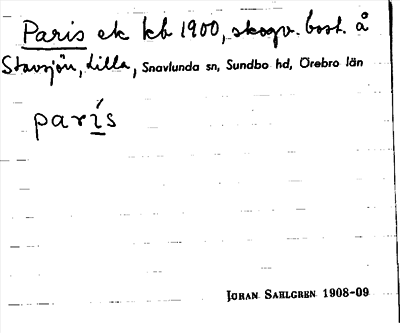 Paris ek kb 1900, skogv. bost. å
Stavsjön, Lilla, Snavlunda sn, Sundbo hd, Örebro län
parís
JOHAN SAHLGREN 1908-09